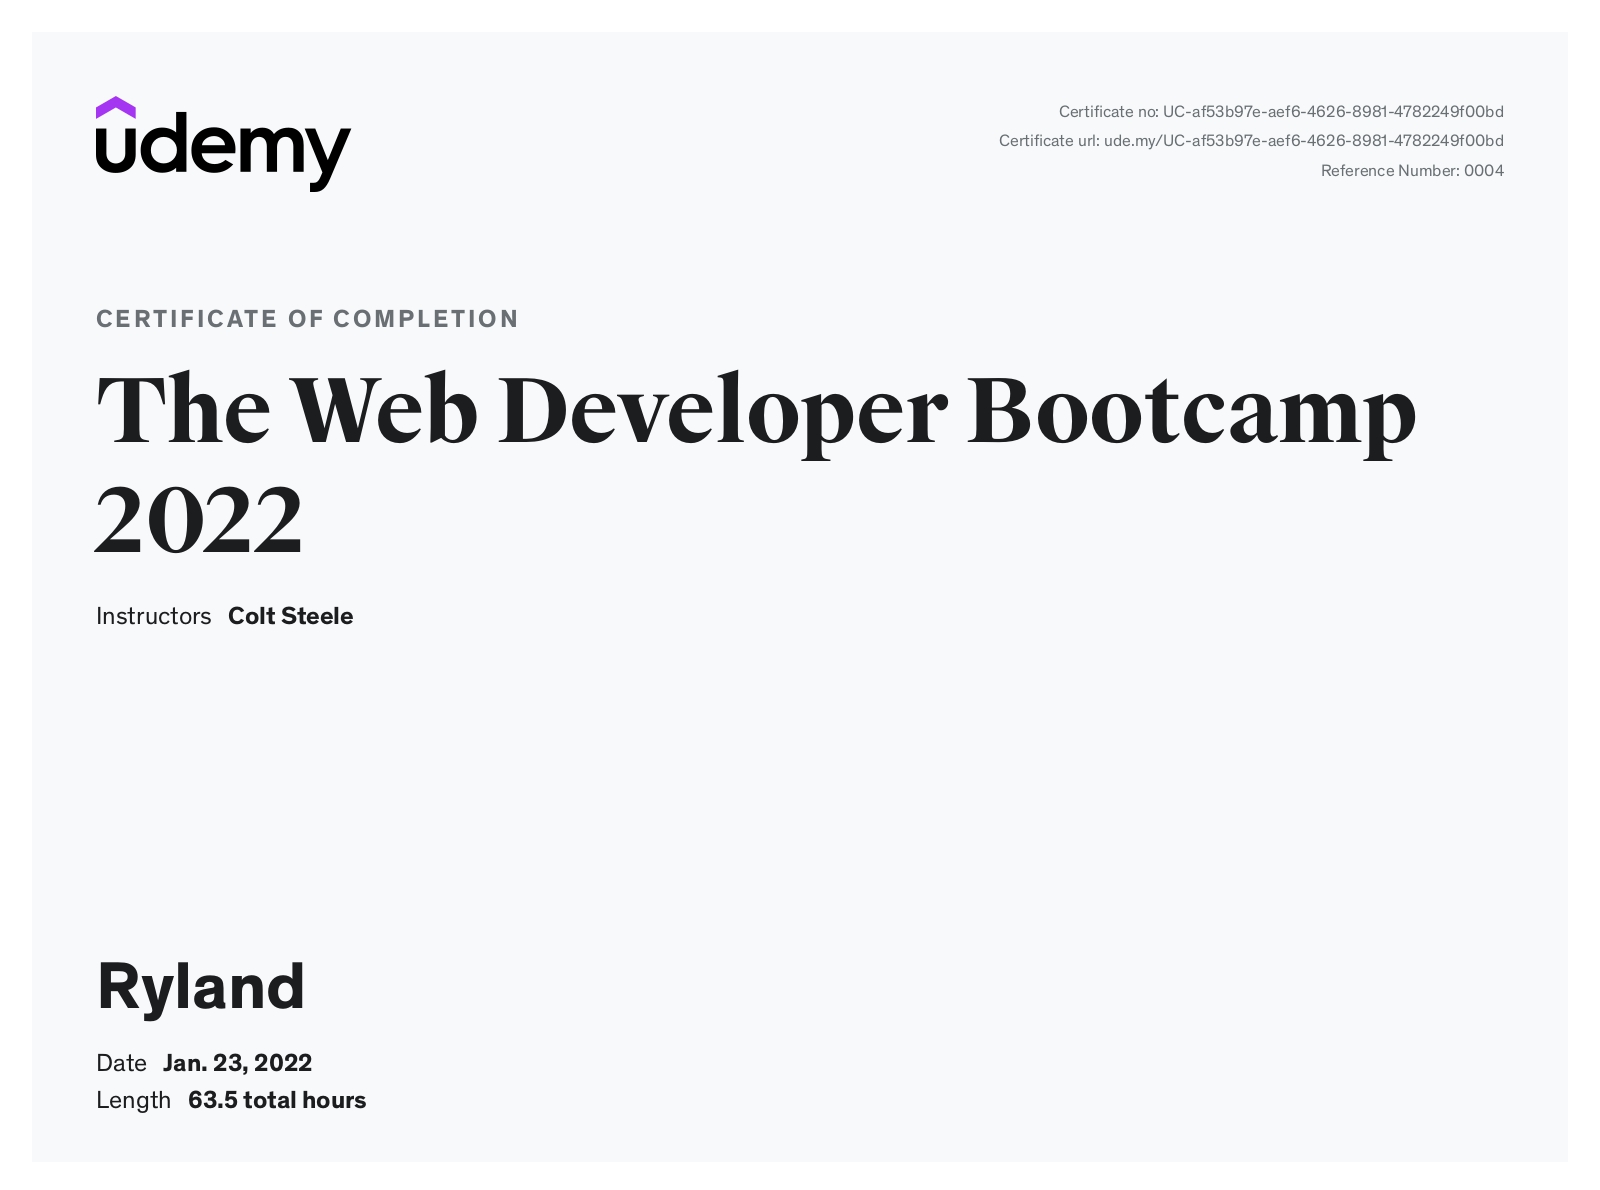 udemy
Certificate no: UC-af53b97e-aef6-4626-8981-4782249f00bd
Certificate url: ude.my/UC-af53b97e-aef6-4626-8981-4782249f00bd
Reference Number: 0004
CERTIFICATE OF COMPLETION
The Web Developer Bootcamp
2022
Instructors Colt Steele
Ryland
Date Jan. 23, 2022
Length 63.5 total hours